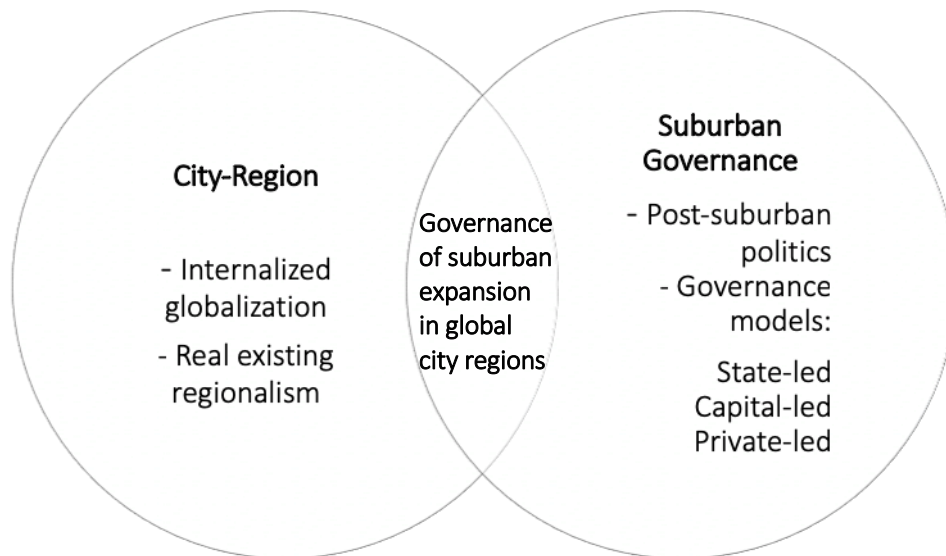 City-Region
- Internalized
globalization
- Real existing
regionalism
Governance
of suburban
expansion
in global
city regions
Suburban
Governance
- Post-suburban
politics
- Governance
models:
State-led
Capital-led
Private-led